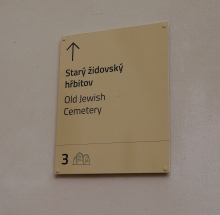 Starý židovský
hřbitov
Old Jewish
Cemetery
3